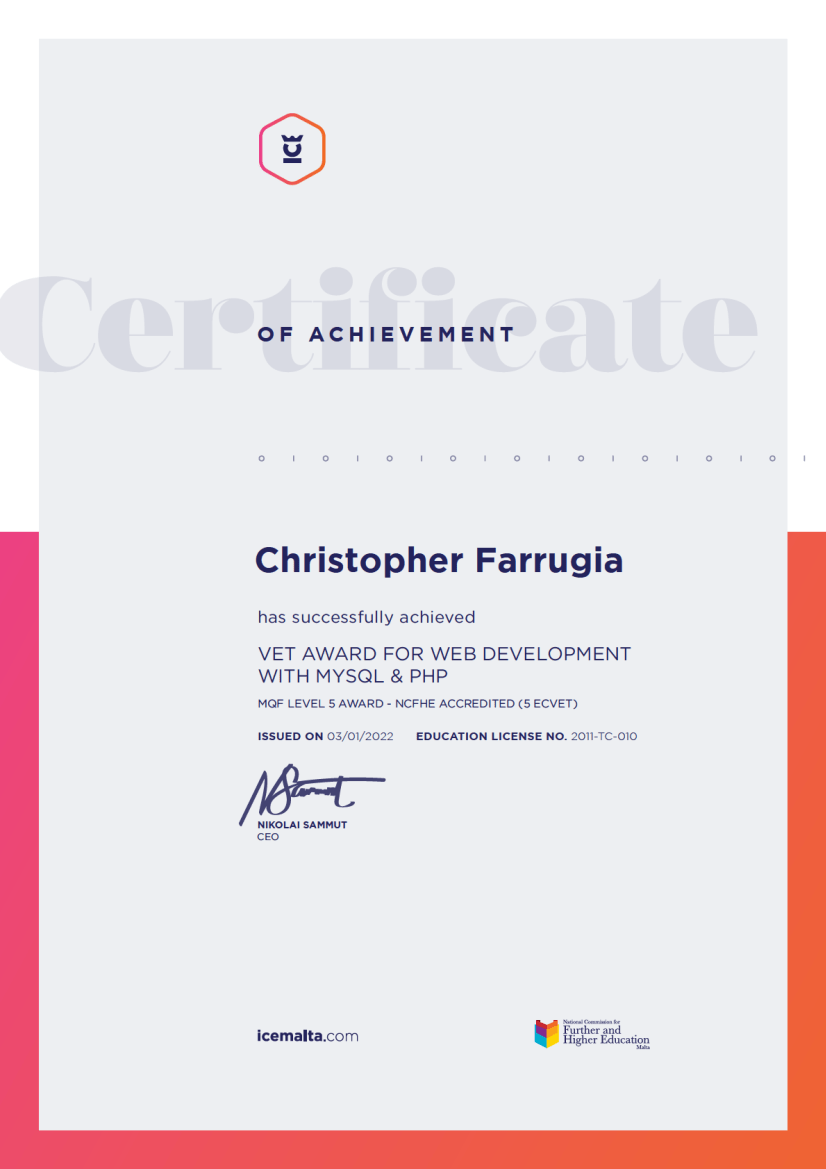 Certificate
OF ACHIEVEMENT
Christopher Farrugia
has successfully achieved
VET AWARD FOR WEB DEVELOPMENT
WITH MYSQL & PHP
MQF LEVEL 5 AWARD - NCFHE ACCREDITED (5 ECVET)
ISSUED ON 03/01/2022 EDUCATION LICENSE NO. 2011-TC-010
NIKOLAI SAMMUT
CEO
icemalta.com
National Commission for
Further and
Higher Education
Malta